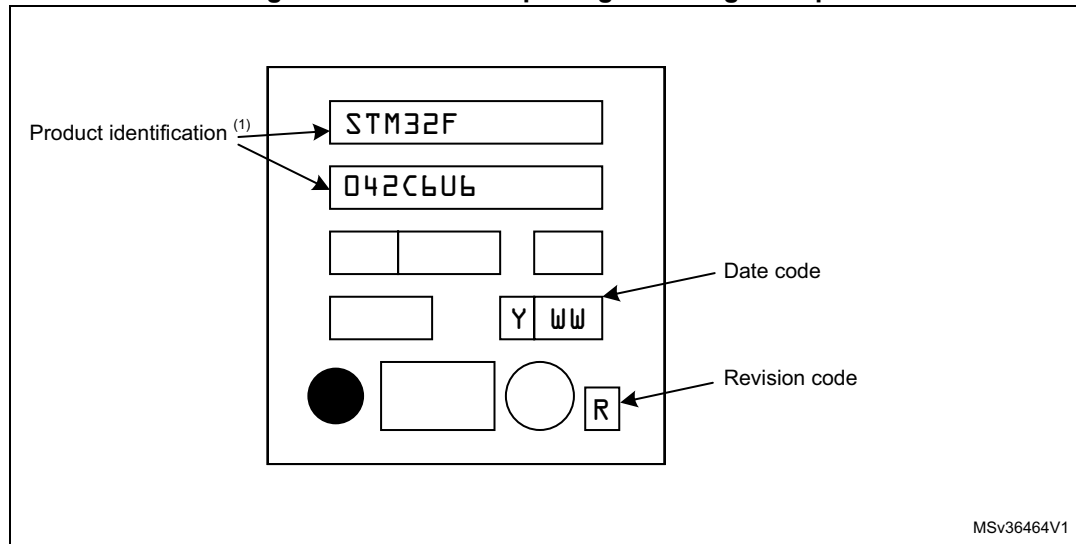 Product identification (1)
STM32F
042C6U6
Date code
Y WW
Revision code
R
MSv36464V1